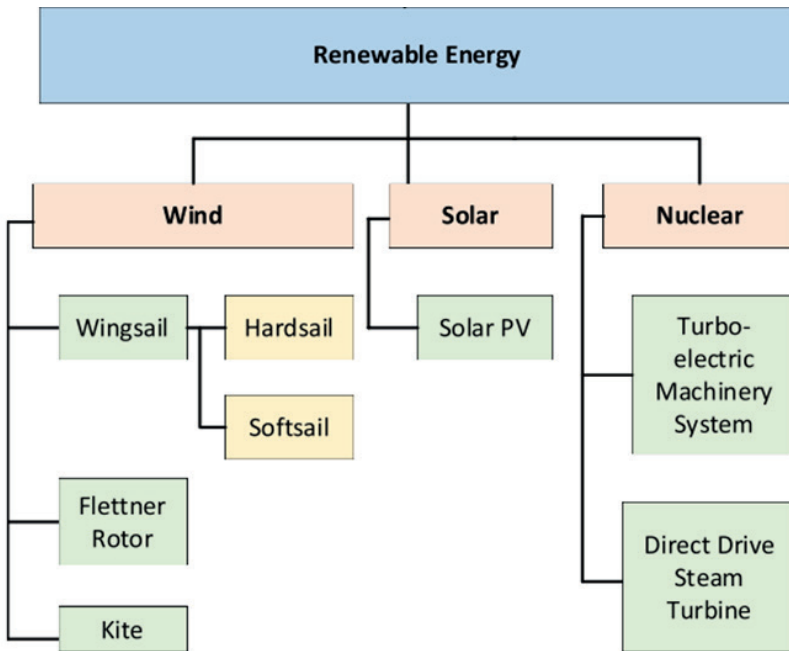 Renewable Energy
Wind
Solar
Nuclear
Wingsail
Hardsail
Solar PV
Turbo-
electric
Machinery
System
Softsail
Flettner
Rotor
Direct Drive
Steam
Turbine
Kite